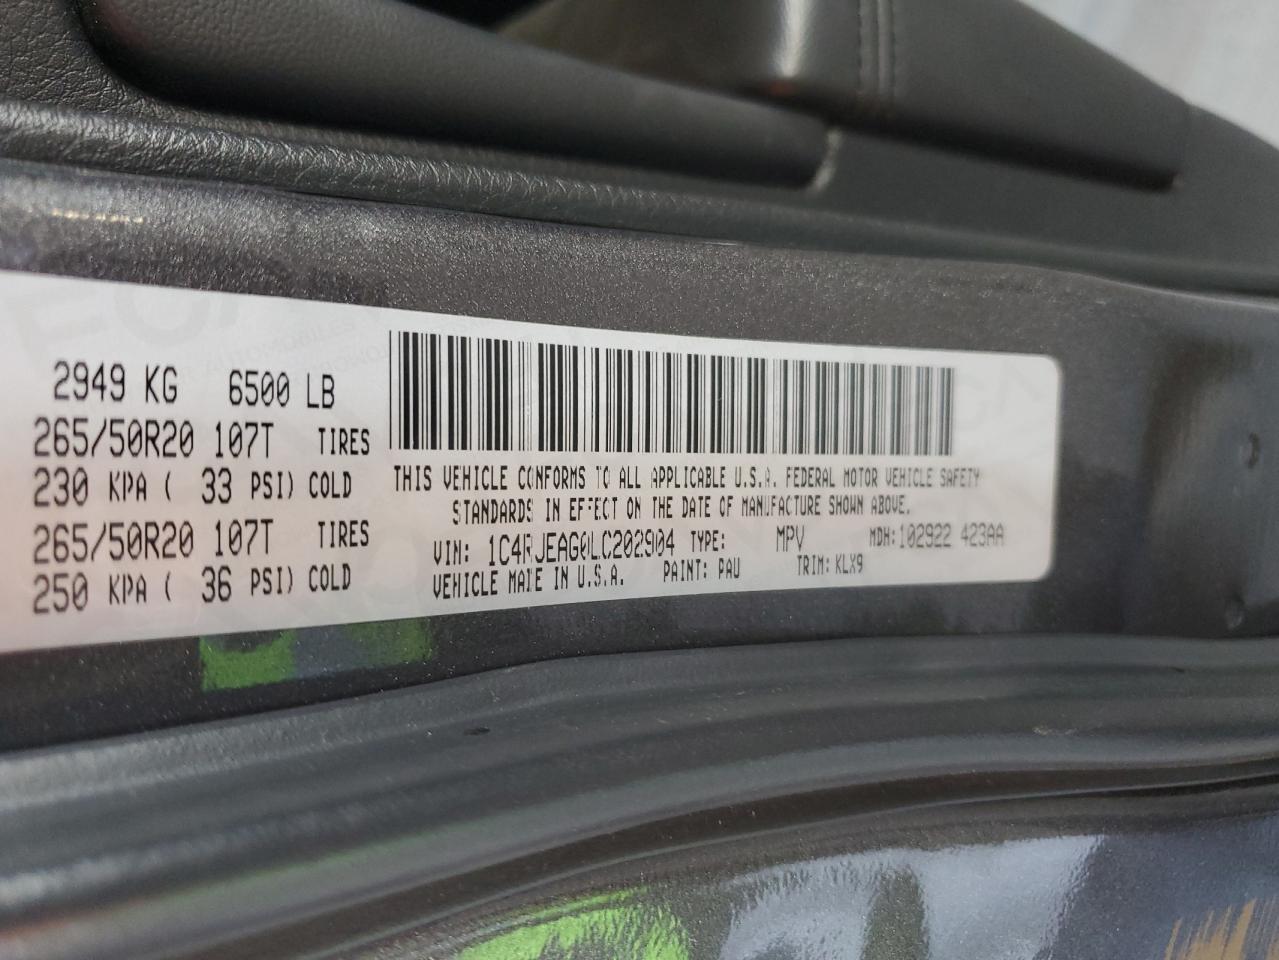 2949 KG 6500 LB
265/50R20 107T TIRES
230 KPA ( 33 PSI) COLD
265/50R20 107T TIRES
250 KPA ( 36 PSI) COLD
THIS VEHICLE CONFORMS TO ALL APPLICABLE U.S.A. FEDERAL MOTOR VEHICLE SAFETY
STANDARDS IN EFFECT ON THE DATE OF MANUFACTURE SHOWN ABOVE.
VIN: 1C4RJEAG0LC202904 TYPE: MPV MDH:102922 423AA
VEHICLE MADE IN U.S.A. PAINT: PAU TRIM: KLX9